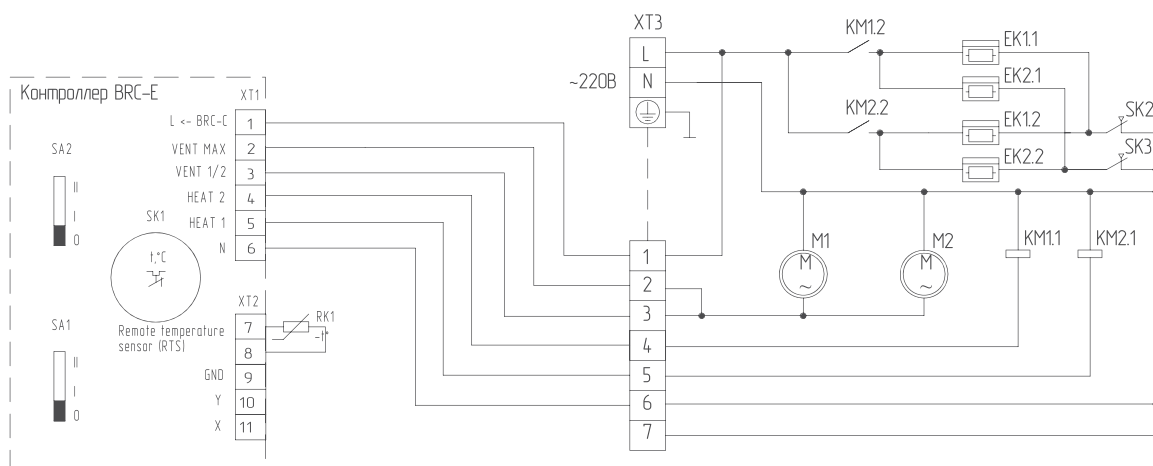 Контроллер BRC-E
XT1
L <- BRC-C
1
VENT MAX
2
VENT 1/2
3
HEAT 2
4
HEAT 1
5
N
6
SA2
II
I
0
SK1
t,°C
SA1
II
I
0
Remote temperature
sensor (RTS)
XT2
7
8
GND
9
Y
10
X
11
RK1
-t°
XT3
~220В
L
N
1
2
3
4
5
6
7
KM1.2
KM2.2
EK1.1
EK2.1
EK1.2
EK2.2
SK2
SK3
M1
M
~
M2
M
~
KM1.1
KM2.1